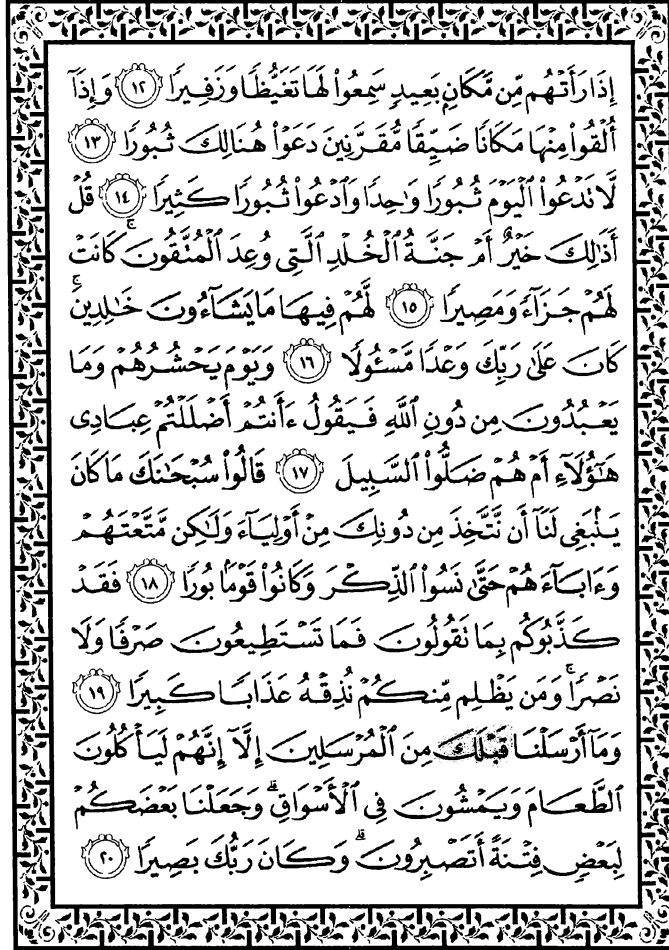 إِذَا رَأَتْهُم مِّن مَّكَانٍۭ بَعِيدٍ سَمِعُوا۟ لَهَا تَغَيُّظًا وَزَفِيرًا ١٢ وَإِذَآ
أُلْقُوا۟ مِنْهَا مَكَانًا ضَيِّقًا مُّقَرَّنِينَ دَعَوْا۟ هُنَالِكَ ثُبُورًا ١٣
لَّا تَدْعُوا۟ ٱلْيَوْمَ ثُبُورًا وَٰحِدًا وَٱدْعُوا۟ ثُبُورًا كَثِيرًا ١٤ قُلْ
أَذَٰلِكَ خَيْرٌ أَمْ جَنَّةُ ٱلْخُلْدِ ٱلَّتِى وُعِدَ ٱلْمُتَّقُونَ ۚ كَانَتْ
لَهُمْ جَزَآءً وَمَصِيرًا ١٥ لَّهُمْ فِيهَا مَا يَشَآءُونَ خَٰلِدِينَ ۚ
كَانَ عَلَىٰ رَبِّكَ وَعْدًا مَّسْـُٔولًا ١٦ وَيَوْمَ يَحْشُرُهُمْ وَمَا
يَعْبُدُونَ مِن دُونِ ٱللَّهِ فَيَقُولُ ءَأَنتُمْ أَضْلَلْتُمْ عِبَادِى
هَٰٓؤُلَآءِ أَمْ هُمْ ضَلُّوا۟ ٱلسَّبِيلَ ١٧ قَالُوا۟ سُبْحَٰنَكَ مَا كَانَ
يَنۢبَغِى لَنَآ أَن نَّتَّخِذَ مِن دُونِكَ مِنْ أَوْلِيَآءَ وَلَٰكِن مَّتَّعْتَهُمْ
وَءَابَآءَهُمْ حَتَّىٰ نَسُوا۟ ٱلذِّكْرَ وَكَانُوا۟ قَوْمًۢا بُورًا ١٨ فَقَدْ
كَذَّبُوكُم بِمَا تَقُولُونَ فَمَا تَسْتَطِيعُونَ صَرْفًا وَلَا
نَصْرًا ۚ وَمَن يَظْلِم مِّنكُمْ نُذِقْهُ عَذَابًا كَبِيرًا ١٩
وَمَآ أَرْسَلْنَا قَبْلَكَ مِنَ ٱلْمُرْسَلِينَ إِلَّآ إِنَّهُمْ لَيَأْكُلُونَ
ٱلطَّعَامَ وَيَمْشُونَ فِى ٱلْأَسْوَاقِ ۗ وَجَعَلْنَا بَعْضَكُمْ
لِبَعْضٍ فِتْنَةً أَتَصْبِرُونَ ۗ وَكَانَ رَبُّكَ بَصِيرًا ٢٠